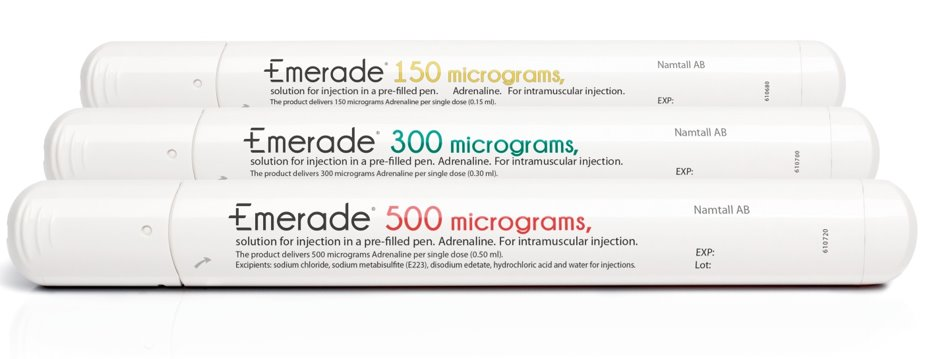 Emerade® 150 micrograms,
solution for injection in a pre-filled pen. Adrenaline. For intramuscular injection.
The product delivers 150 micrograms Adrenaline per single dose (0.15 ml).
Namtall AB
EXP:
610680
Emerade® 300 micrograms,
solution for injection in a pre-filled pen. Adrenaline. For intramuscular injection.
The product delivers 300 micrograms Adrenaline per single dose (0.30 ml).
Namtall AB
EXP:
610700
Emerade® 500 micrograms,
solution for injection in a pre-filled pen. Adrenaline. For intramuscular injection.
The product delivers 500 micrograms Adrenaline per single dose (0.50 ml).
Excipients: sodium chloride, sodium metabisulfite (E223), disodium edetate, hydrochloric acid and water for injections.
Namtall AB
EXP:
Lot:
610720